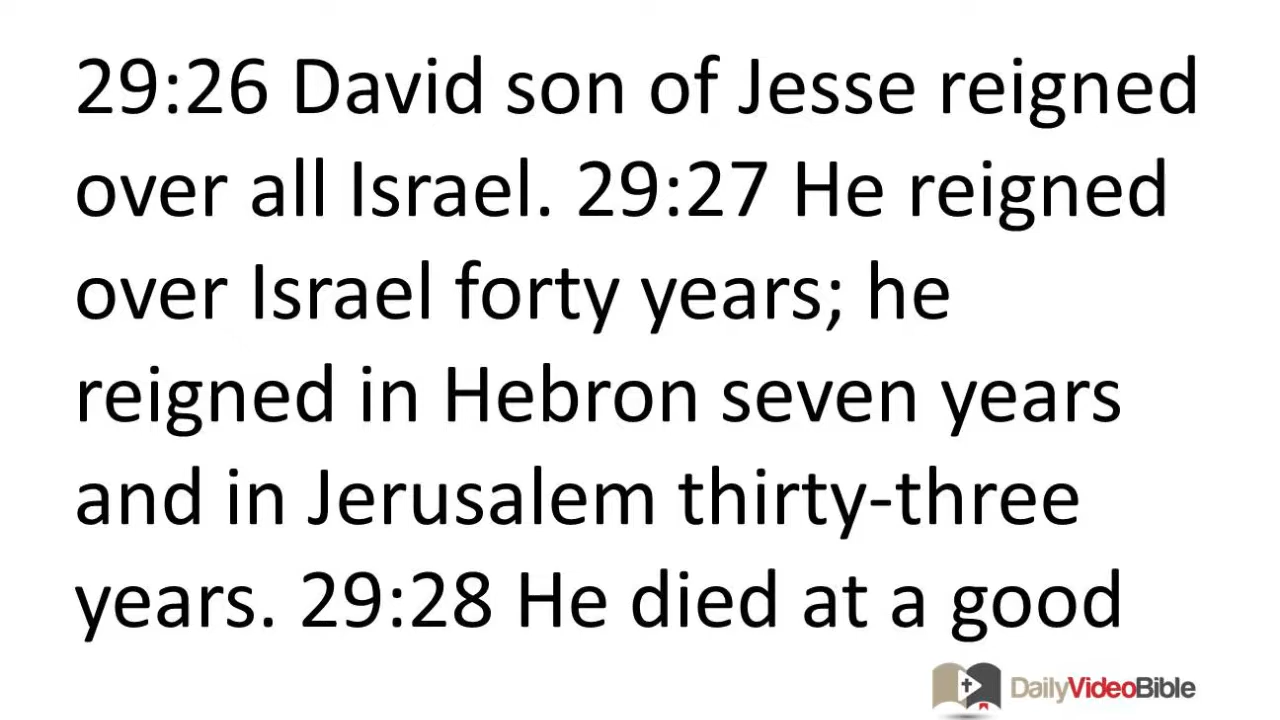 29:26 David son of Jesse reigned
over all Israel. 29:27 He reigned
over Israel forty years; he
reigned in Hebron seven years
and in Jerusalem thirty-three
years. 29:28 He died at a good
DailyVideoBible